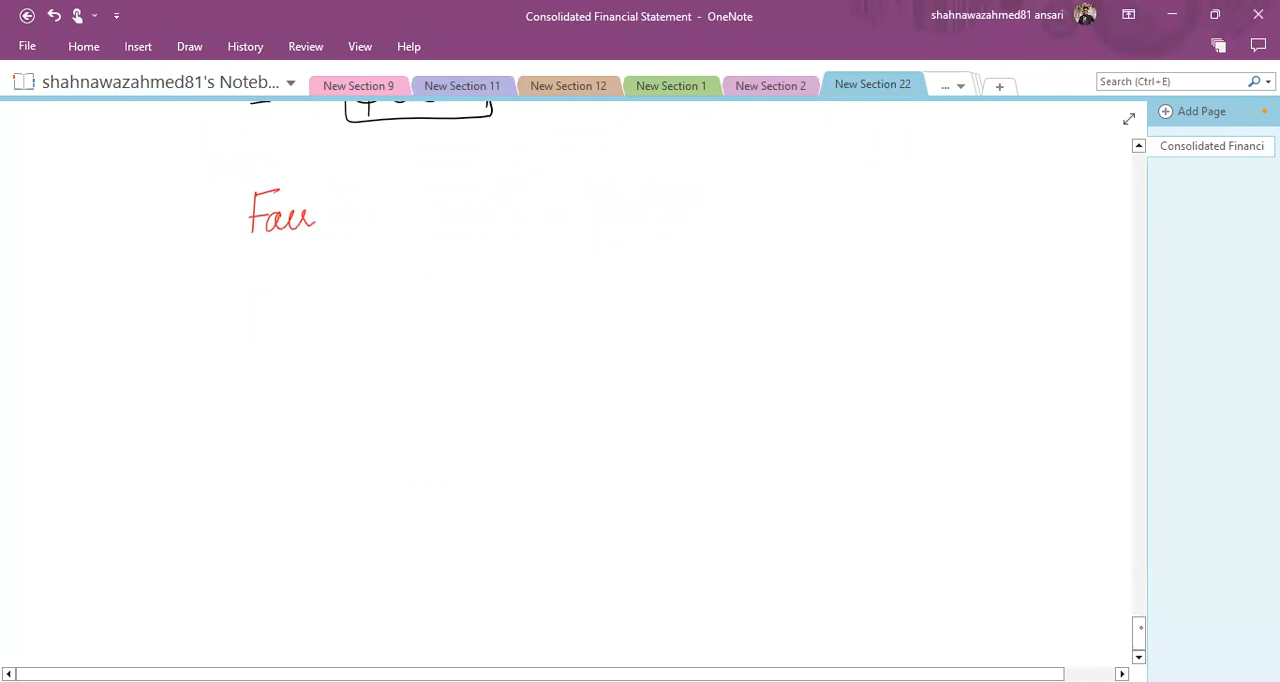 Consolidated Financial Statement - OneNote
shahnawazahmed81 ansari
File Home Insert Draw History Review View Help
shahnawazahmed81's Noteb... New Section 9 New Section 11 New Section 12 New Section 1 New Section 2 New Section 22 ... + Search (Ctrl+E)
Add Page
Consolidated Financi